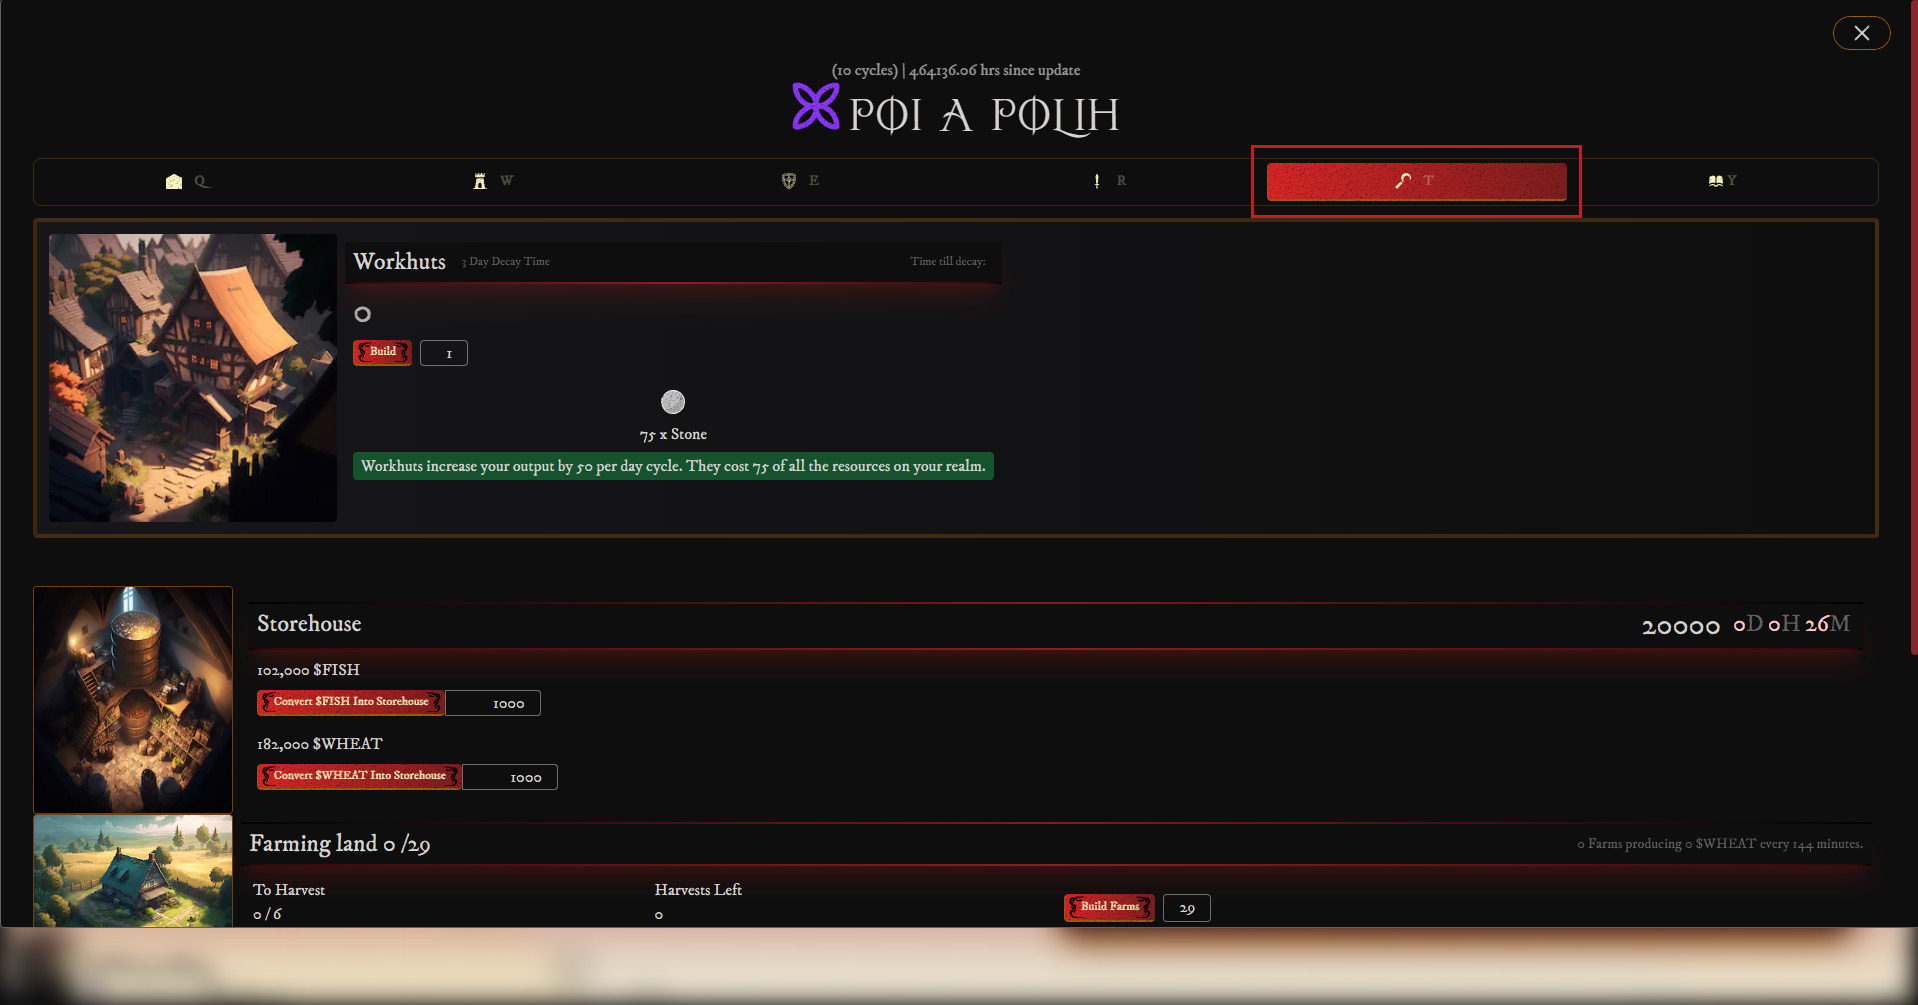 (10 cycles) | 464136.06 hrs since update
POI A POLIH
Q
W
E
R
T
Y
Workhuts
3 Day Decay Time
Time till decay:
0
Build
1
75 x Stone
Workhuts increase your output by 50 per day cycle. They cost 75 of all the resources on your realm.
Storehouse
20000 0D 0H 26M
102,000 $FISH
Convert $FISH Into Storehouse
1000
182,000 $WHEAT
Convert $WHEAT Into Storehouse
1000
Farming land 0 /29
0 Farms producing 0 $WHEAT every 144 minutes.
To Harvest
Harvests Left
0 / 6
0
Build Farms
29